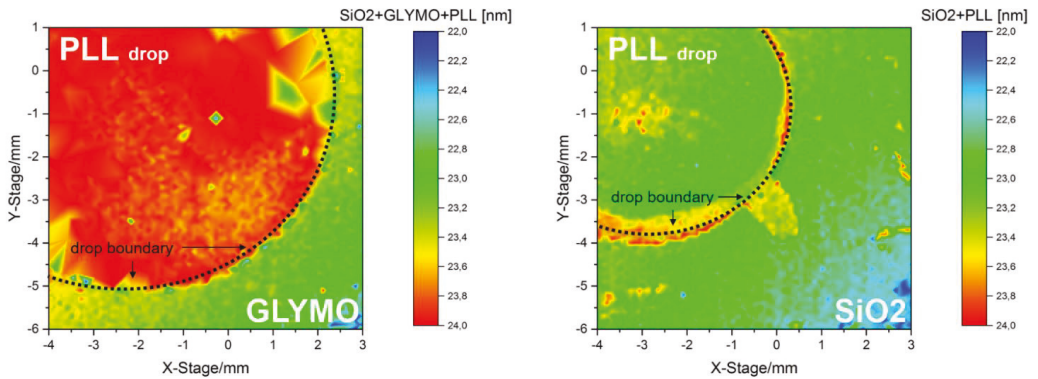 SiO2+GLYMO+PLL [nm]
PLL drop
drop boundary
GLYMO
1
0
-1
-2
-3
-4
-5
-6
Y-Stage/mm
-4 -3 -2 -1 0 1 2 3
X-Stage/mm
22,0
22,2
22,4
22,6
22,8
23,0
23,2
23,4
23,6
23,8
24,0
SiO2+PLL [nm]
PLL drop
drop boundary
SiO2
1
0
-1
-2
-3
-4
-5
-6
Y-Stage/mm
-4 -3 -2 -1 0 1 2 3
X-Stage/mm
22,0
22,2
22,4
22,6
22,8
23,0
23,2
23,4
23,6
23,8
24,0